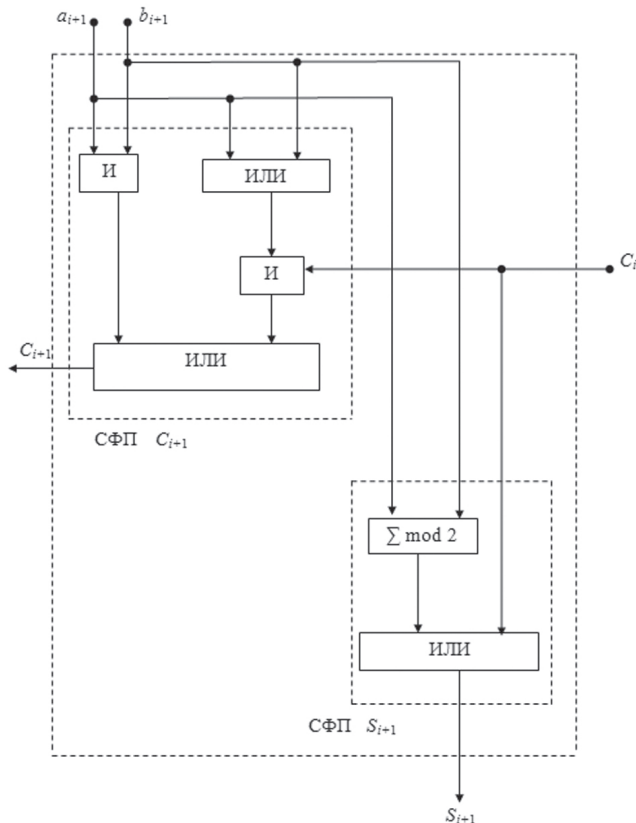 a_{i+1} b_{i+1}
И ИЛИ
И
C_i
C_{i+1}
ИЛИ
СФП C_{i+1}
∑ mod 2
ИЛИ
СФП S_{i+1}
S_{i+1}